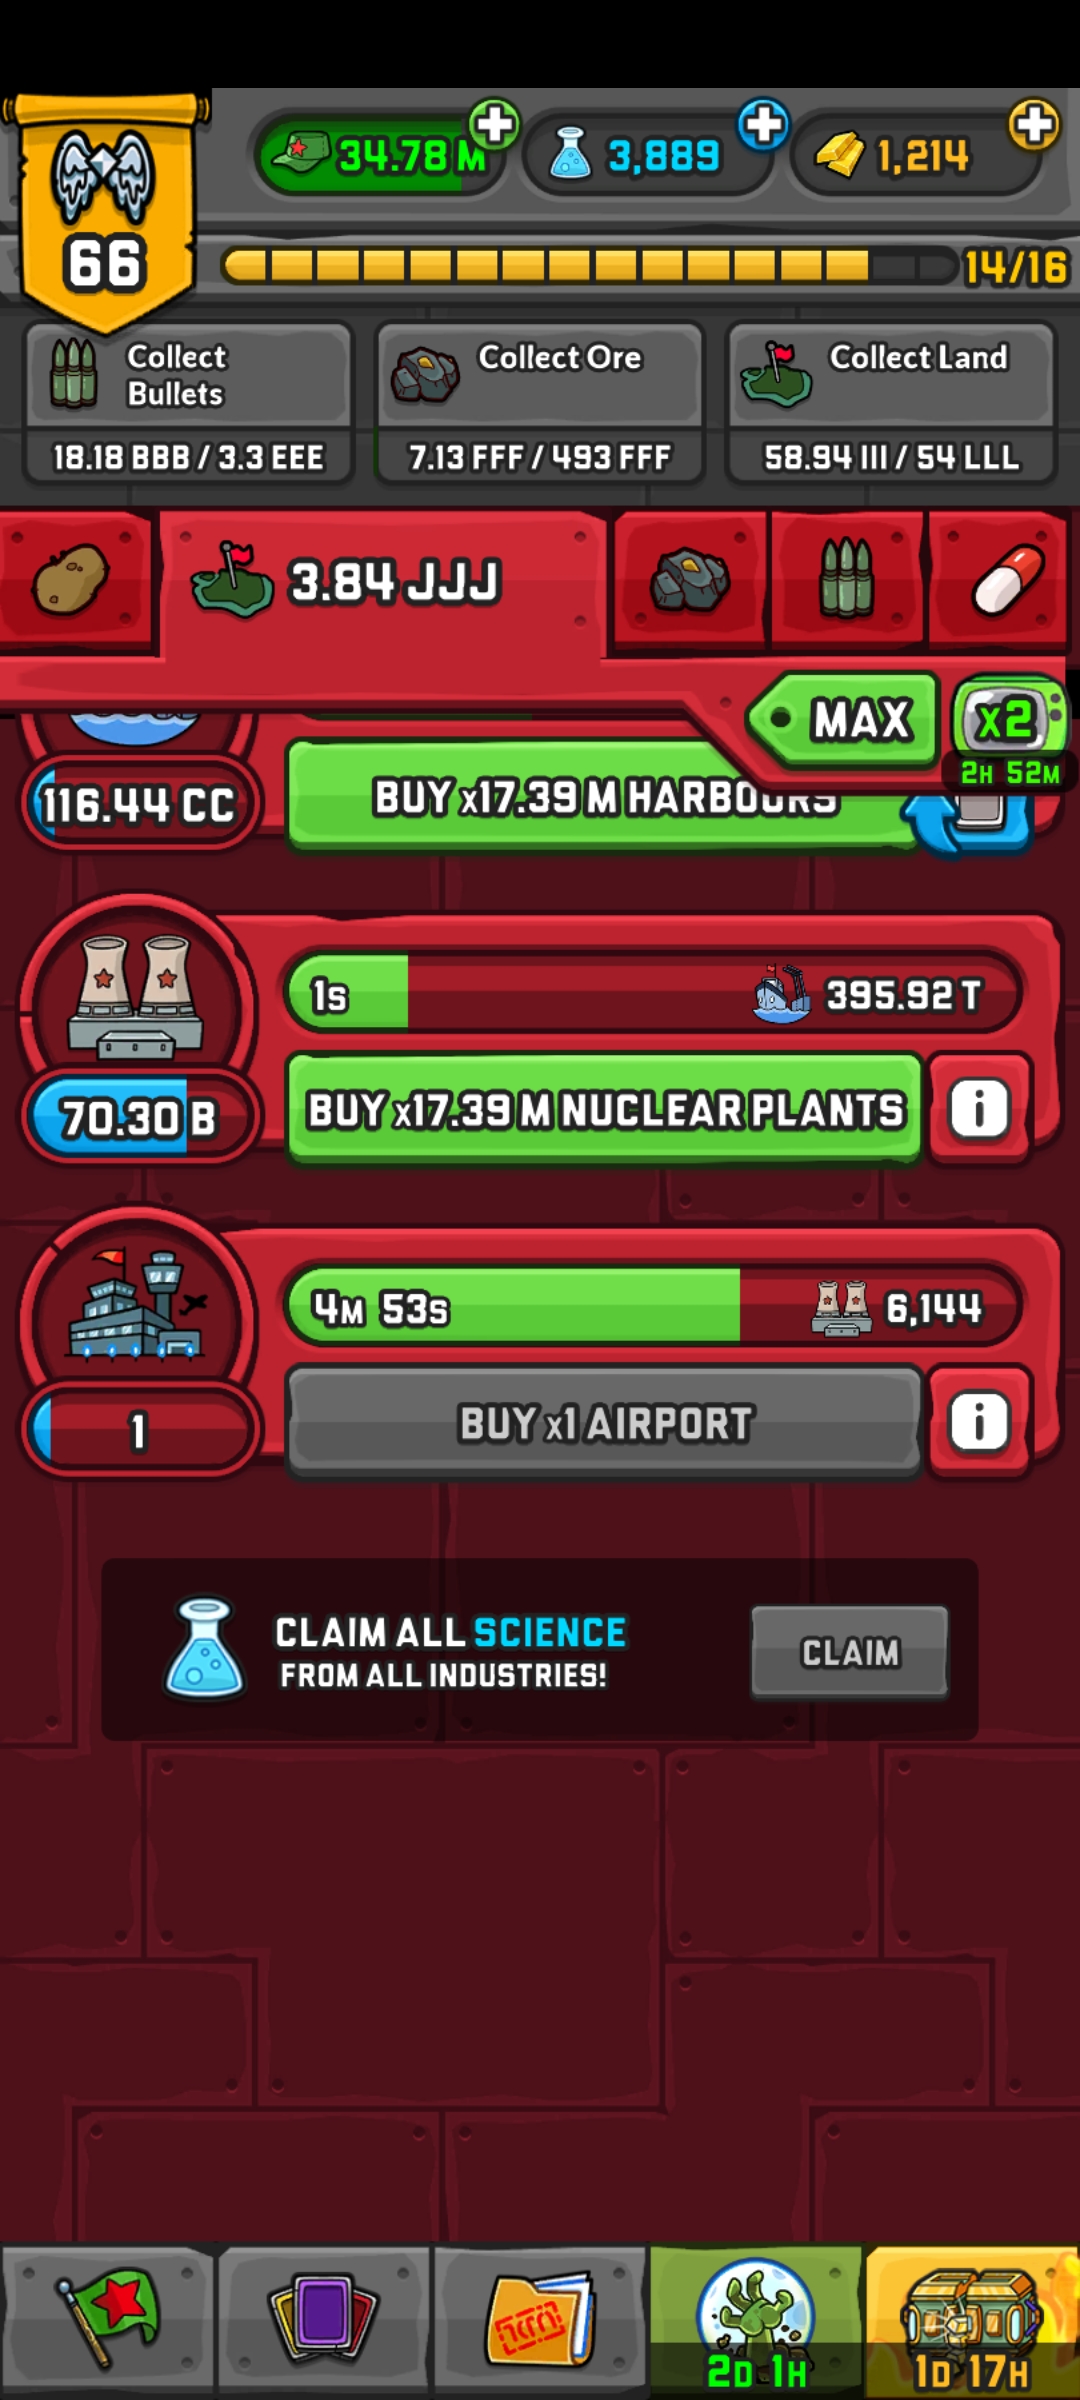 34.78 M
3,889
1,214
66
14/16
Collect
Bullets
Collect Ore
Collect Land
18.18 BBB / 3.3 EEE
7.13 FFF / 493 FFF
58.94 III / 54 LLL
3.84 JJJ
MAX
x2
2H 52M
116.44 CC
BUY x17.39 M HARBOURS
1S
395.92 T
70.30 B
BUY x17.39 M NUCLEAR PLANTS
i
4M 53S
6,144
1
BUY x1 AIRPORT
i
CLAIM ALL SCIENCE
FROM ALL INDUSTRIES!
CLAIM
2D 1H
1D 17H